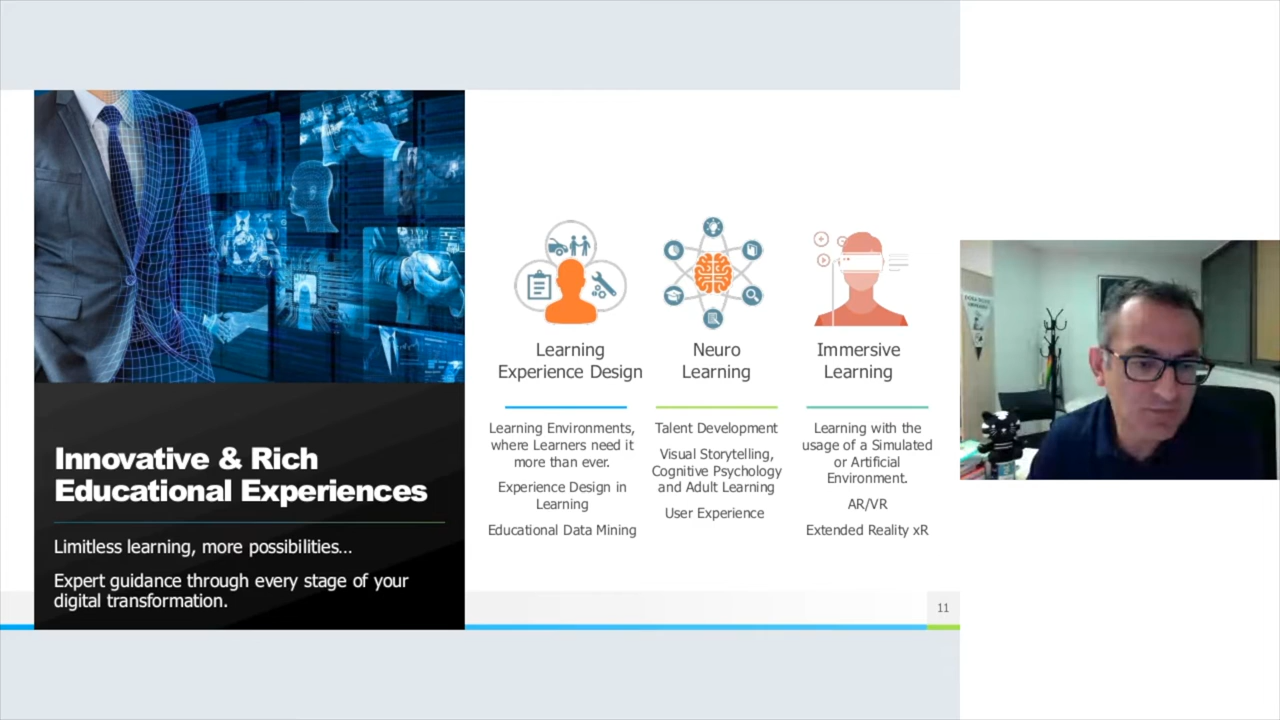 Innovative & Rich
Educational Experiences
Limitless learning, more possibilities...
Expert guidance through every stage of your
digital transformation.
Learning
Experience Design
Learning Environments,
where Learners need it
more than ever.
Experience Design in
Learning
Educational Data Mining
Neuro
Learning
Talent Development
Visual Storytelling,
Cognitive Psychology
and Adult Learning
User Experience
Immersive
Learning
Learning with the
usage of a Simulated
or Artificial
Environment.
AR/VR
Extended Reality xR
11